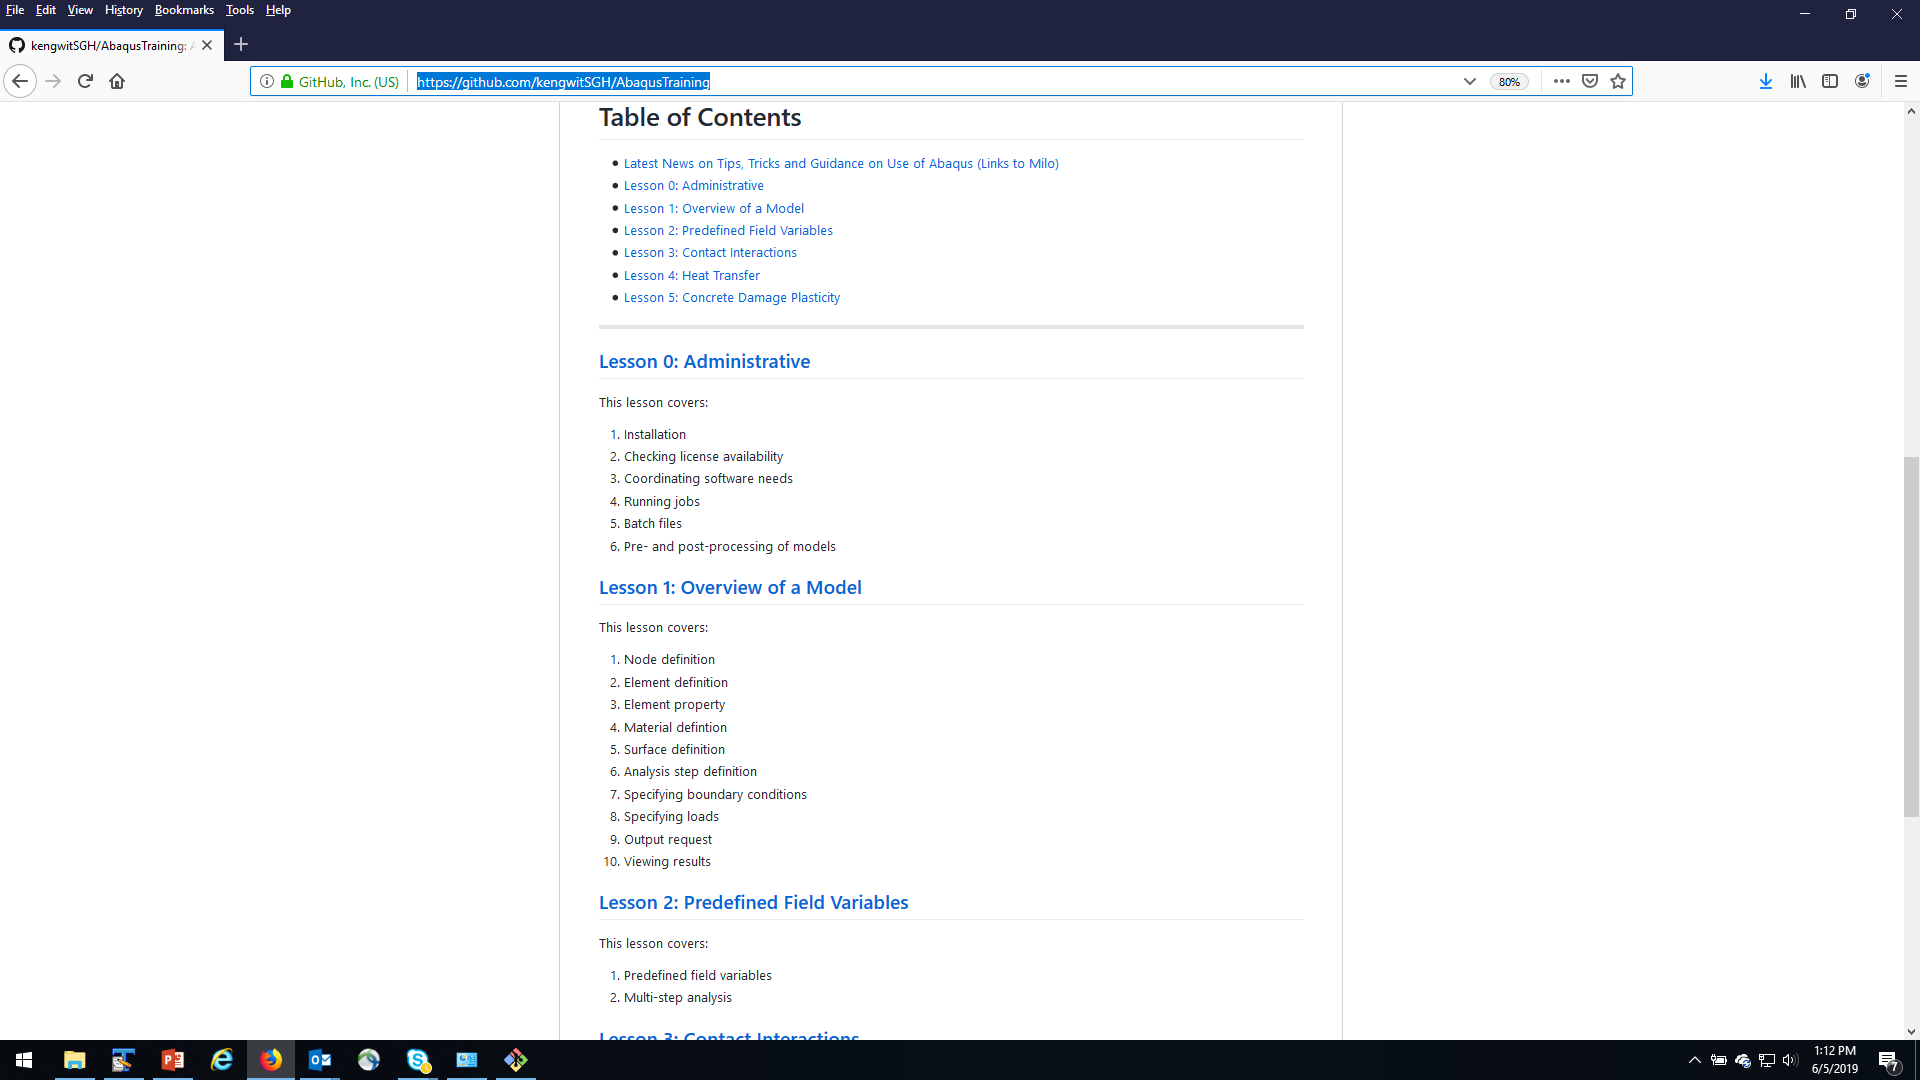 File Edit View History Bookmarks Tools Help
kengwitSGH/AbaqusTraining:
GitHub, Inc. (US) https://github.com/kengwitSGH/AbaqusTraining 80%
Table of Contents
Latest News on Tips, Tricks and Guidance on Use of Abaqus (Links to Milo)
Lesson 0: Administrative
Lesson 1: Overview of a Model
Lesson 2: Predefined Field Variables
Lesson 3: Contact Interactions
Lesson 4: Heat Transfer
Lesson 5: Concrete Damage Plasticity
Lesson 0: Administrative
This lesson covers:
1. Installation
2. Checking license availability
3. Coordinating software needs
4. Running jobs
5. Batch files
6. Pre- and post-processing of models
Lesson 1: Overview of a Model
This lesson covers:
1. Node definition
2. Element definition
3. Element property
4. Material defintion
5. Surface definition
6. Analysis step definition
7. Specifying boundary conditions
8. Specifying loads
9. Output request
10. Viewing results
Lesson 2: Predefined Field Variables
This lesson covers:
1. Predefined field variables
2. Multi-step analysis
Lesson 3: Contact Interactions
1:12 PM
6/5/2019
7